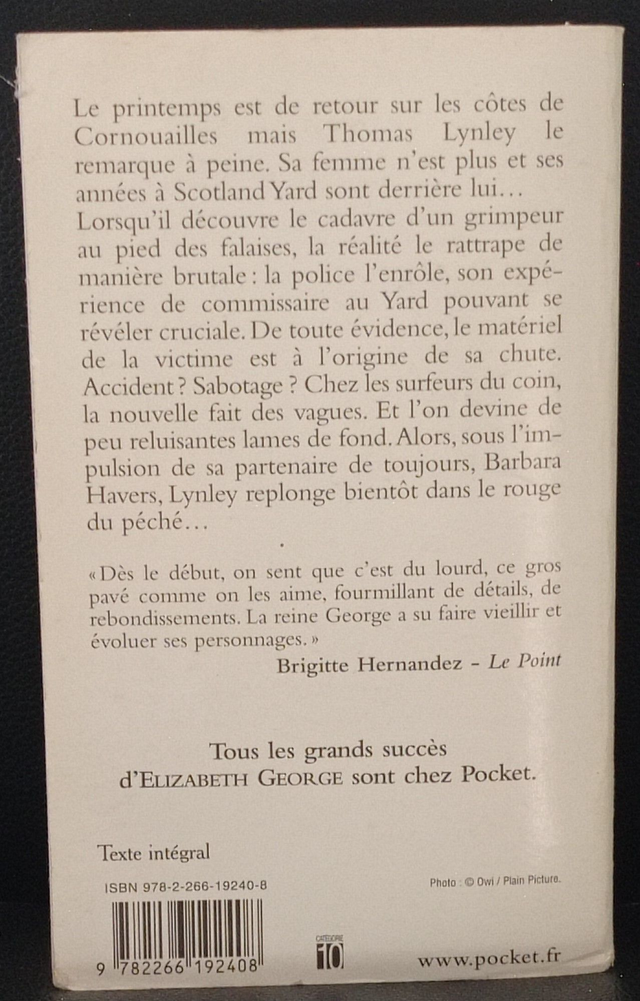 Le printemps est de retour sur les côtes de
Cornouailles mais Thomas Lynley le
remarque à peine. Sa femme n'est plus et ses
années à Scotland Yard sont derrière lui...
Lorsqu'il découvre le cadavre d'un grimpeur
au pied des falaises, la réalité le rattrape de
manière brutale : la police l'enrôle, son expé-
rience de commissaire au Yard pouvant se
révéler cruciale. De toute évidence, le matériel
de la victime est à l'origine de sa chute.
Accident ? Sabotage ? Chez les surfeurs du coin,
la nouvelle fait des vagues. Et l'on devine de
peu reluisantes lames de fond. Alors, sous l'im-
pulsion de sa partenaire de toujours, Barbara
Havers, Lynley replonge bientôt dans le rouge
du péché...
« Dès le début, on sent que c'est du lourd, ce gros
pavé comme on les aime, fourmillant de détails, de
rebondissements. La reine George a su faire vieillir et
évoluer ses personnages. »
Brigitte Hernandez – Le Point
Tous les grands succès
d'ELIZABETH GEORGE sont chez Pocket.
Texte intégral
ISBN 978-2-266-19240-8
Photo : © Owi / Plain Picture.
9 782266 192408
CATÉGORIE
10
www.pocket.fr